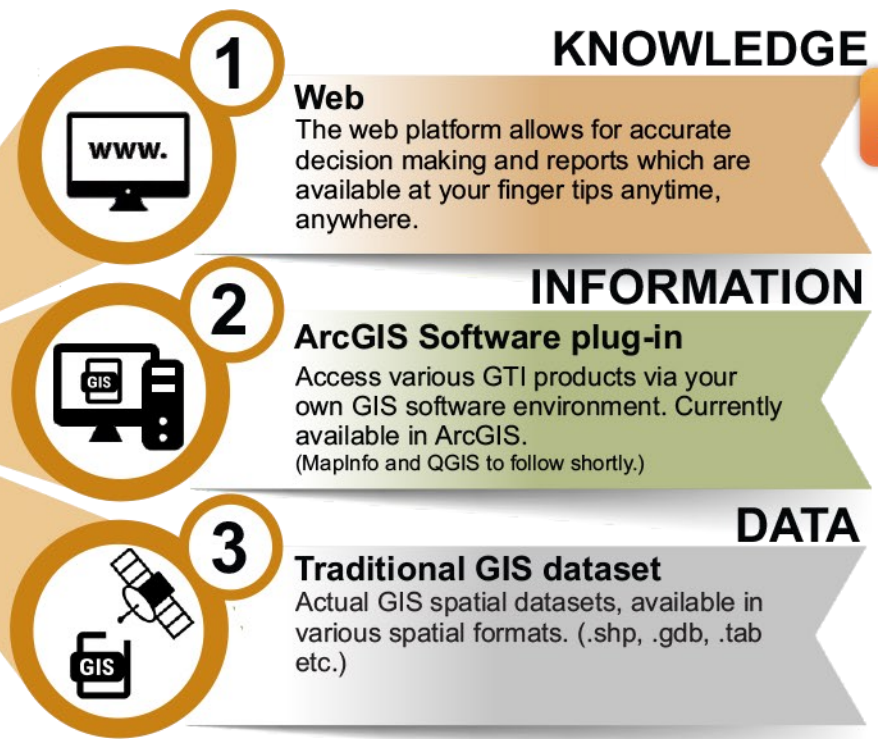 KNOWLEDGE
1
www.
Web
The web platform allows for accurate
decision making and reports which are
available at your finger tips anytime,
anywhere.
INFORMATION
2
GIS
ArcGIS Software plug-in
Access various GTI products via your
own GIS software environment. Currently
available in ArcGIS.
(MapInfo and QGIS to follow shortly.)
DATA
3
GIS
Traditional GIS dataset
Actual GIS spatial datasets, available in
various spatial formats. (.shp, .gdb, .tab
etc.)